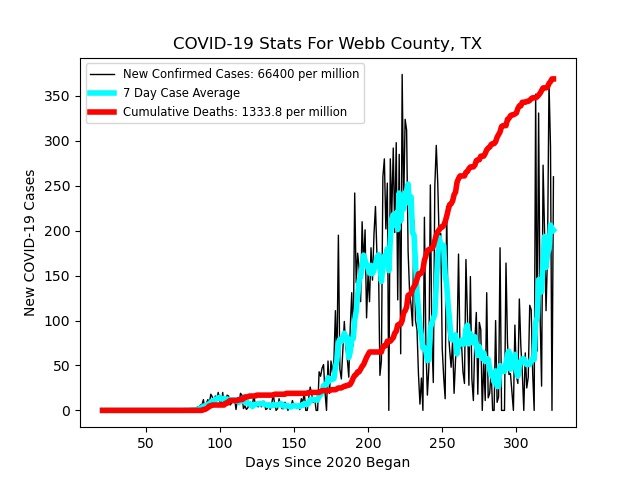 COVID-19 Stats For Webb County, TX
New Confirmed Cases: 66400 per million
7 Day Case Average
Cumulative Deaths: 1333.8 per million
New COVID-19 Cases
350
300
250
200
150
100
50
0
50 100 150 200 250 300
Days Since 2020 Began